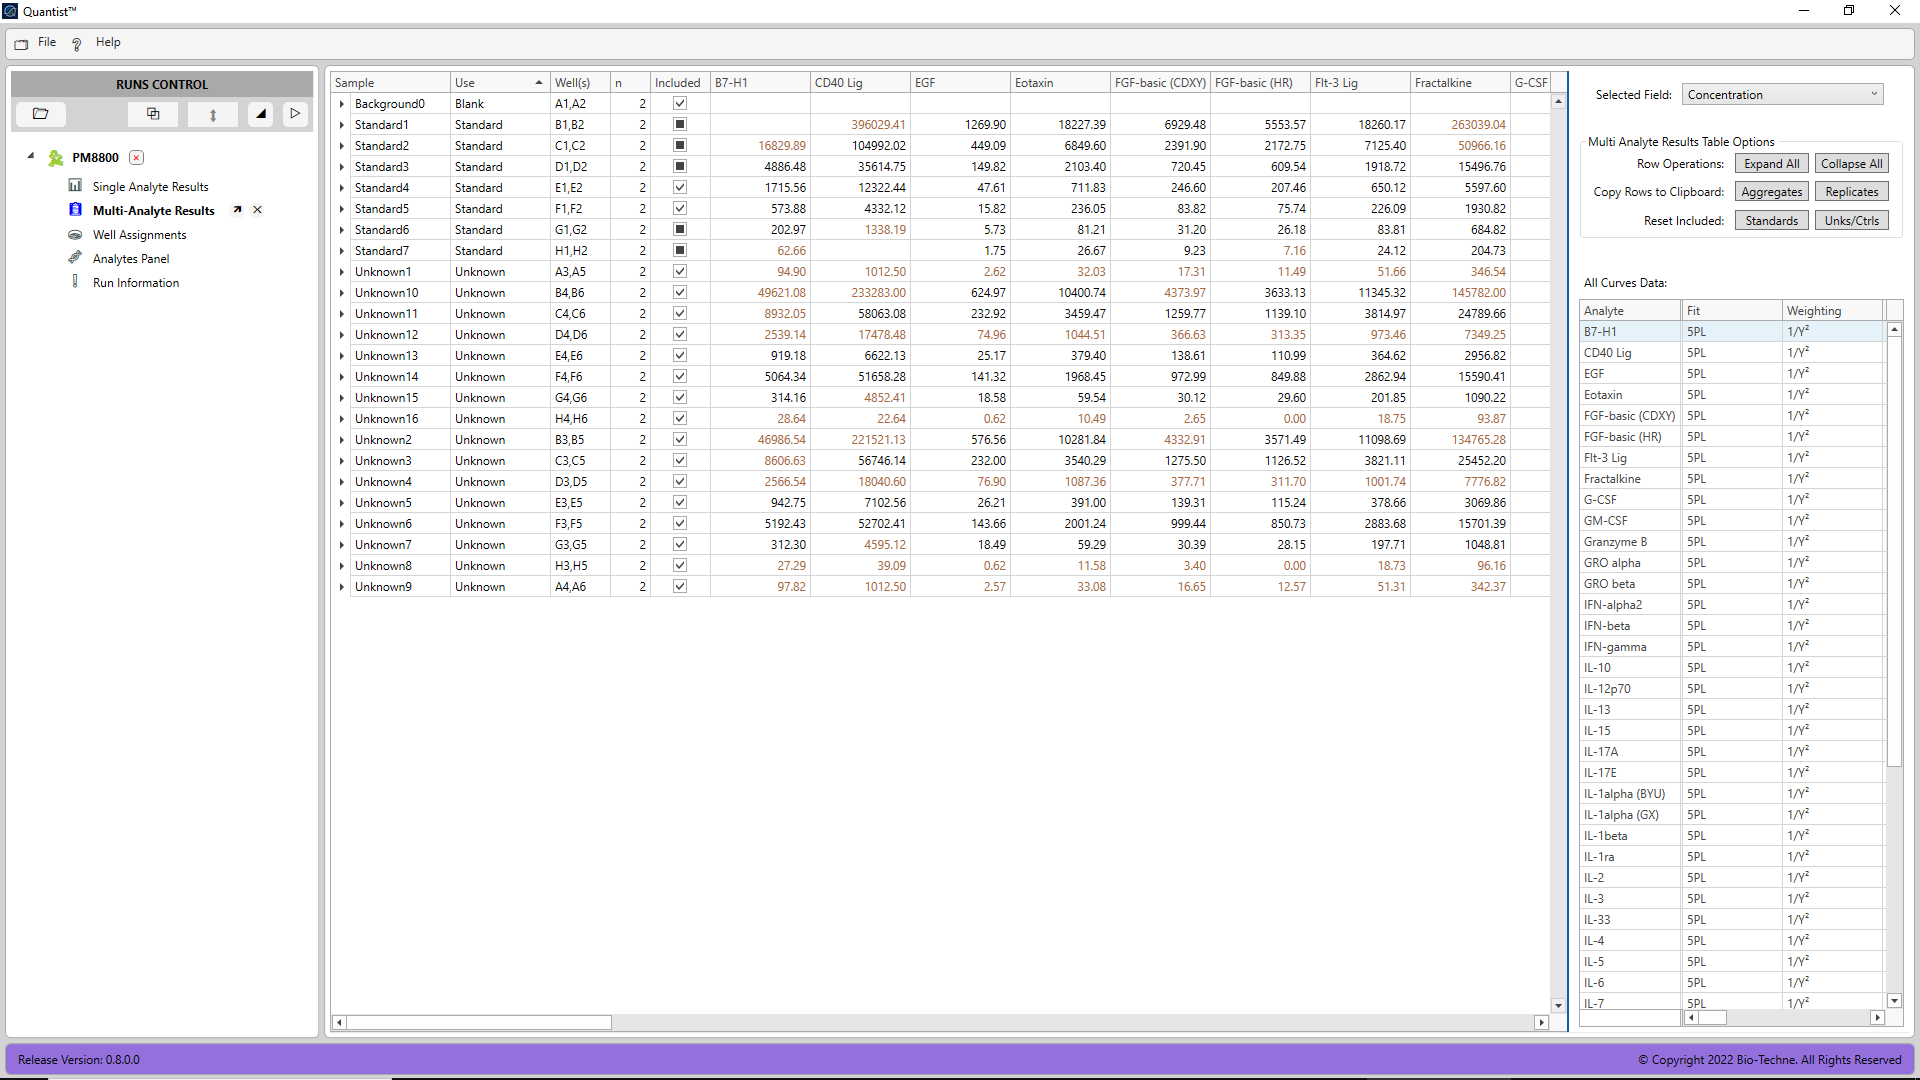 Quantist™
File Help
RUNS CONTROL
PM8800
Single Analyte Results
Multi-Analyte Results
Well Assignments
Analytes Panel
Run Information
Sample Use Well(s) n Included B7-H1 CD40 Lig EGF Eotaxin FGF-basic (CDXY) FGF-basic (HR) Flt-3 Lig Fractalkine G-CSF
Background0 Blank A1,A2 2
Standard1 Standard B1,B2 2 396029.41 1269.90 18227.39 6929.48 5553.57 18260.17 263039.04
Standard2 Standard C1,C2 2 16829.89 104992.02 449.09 6849.60 2391.90 2172.75 7125.40 50966.16
Standard3 Standard D1,D2 2 4886.48 35614.75 149.82 2103.40 720.45 609.54 1918.72 15496.76
Standard4 Standard E1,E2 2 1715.56 12322.44 47.61 711.83 246.60 207.46 650.12 5597.60
Standard5 Standard F1,F2 2 573.88 4332.12 15.82 236.05 83.82 75.74 226.09 1930.82
Standard6 Standard G1,G2 2 202.97 1338.19 5.73 81.21 31.20 26.18 83.81 684.82
Standard7 Standard H1,H2 2 62.66 1.75 26.67 9.23 7.16 24.12 204.73
Unknown1 Unknown A3,A5 2 94.90 1012.50 2.62 32.03 17.31 11.49 51.66 346.54
Unknown10 Unknown B4,B6 2 49621.08 233283.00 624.97 10400.74 4373.97 3633.13 11345.32 145782.00
Unknown11 Unknown C4,C6 2 8932.05 58063.08 232.92 3459.47 1259.77 1139.10 3814.97 24789.66
Unknown12 Unknown D4,D6 2 2539.14 17478.48 74.96 1044.51 366.63 313.35 973.46 7349.25
Unknown13 Unknown E4,E6 2 919.18 6622.13 25.17 379.40 138.61 110.99 364.62 2956.82
Unknown14 Unknown F4,F6 2 5064.34 51658.28 141.32 1968.45 972.99 849.88 2862.94 15590.41
Unknown15 Unknown G4,G6 2 314.16 4852.41 18.58 59.54 30.12 29.60 201.85 1090.22
Unknown16 Unknown H4,H6 2 28.64 22.64 0.62 10.49 2.65 0.00 18.75 93.87
Unknown2 Unknown B3,B5 2 46986.54 221521.13 576.56 10281.84 4332.91 3571.49 11098.69 134765.28
Unknown3 Unknown C3,C5 2 8606.63 56746.14 232.00 3540.29 1275.50 1126.52 3821.11 25452.20
Unknown4 Unknown D3,D5 2 2566.54 18040.60 76.90 1087.36 377.71 311.70 1001.74 7776.82
Unknown5 Unknown E3,E5 2 942.75 7102.56 26.21 391.00 139.31 115.24 378.66 3069.86
Unknown6 Unknown F3,F5 2 5192.43 52702.41 143.66 2001.24 999.44 850.73 2883.68 15701.39
Unknown7 Unknown G3,G5 2 312.30 4595.12 18.49 59.29 30.39 28.15 197.71 1048.81
Unknown8 Unknown H3,H5 2 27.29 39.09 0.62 11.58 3.40 0.00 18.73 96.16
Unknown9 Unknown A4,A6 2 97.82 1012.50 2.57 33.08 16.65 12.57 51.31 342.37
Selected Field: Concentration
Multi Analyte Results Table Options
Row Operations: Expand All Collapse All
Copy Rows to Clipboard: Aggregates Replicates
Reset Included: Standards Unks/Ctrls
All Curves Data:
Analyte Fit Weighting
B7-H1 5PL 1/Y²
CD40 Lig 5PL 1/Y²
EGF 5PL 1/Y²
Eotaxin 5PL 1/Y²
FGF-basic (CDXY) 5PL 1/Y²
FGF-basic (HR) 5PL 1/Y²
Flt-3 Lig 5PL 1/Y²
Fractalkine 5PL 1/Y²
G-CSF 5PL 1/Y²
GM-CSF 5PL 1/Y²
Granzyme B 5PL 1/Y²
GRO alpha 5PL 1/Y²
GRO beta 5PL 1/Y²
IFN-alpha2 5PL 1/Y²
IFN-beta 5PL 1/Y²
IFN-gamma 5PL 1/Y²
IL-10 5PL 1/Y²
IL-12p70 5PL 1/Y²
IL-13 5PL 1/Y²
IL-15 5PL 1/Y²
IL-17A 5PL 1/Y²
IL-17E 5PL 1/Y²
IL-1alpha (BYU) 5PL 1/Y²
IL-1alpha (GX) 5PL 1/Y²
IL-1beta 5PL 1/Y²
IL-1ra 5PL 1/Y²
IL-2 5PL 1/Y²
IL-3 5PL 1/Y²
IL-33 5PL 1/Y²
IL-4 5PL 1/Y²
IL-5 5PL 1/Y²
IL-6 5PL 1/Y²
IL-7 5PL 1/Y²
Release Version: 0.8.0.0
© Copyright 2022 Bio-Techne. All Rights Reserved